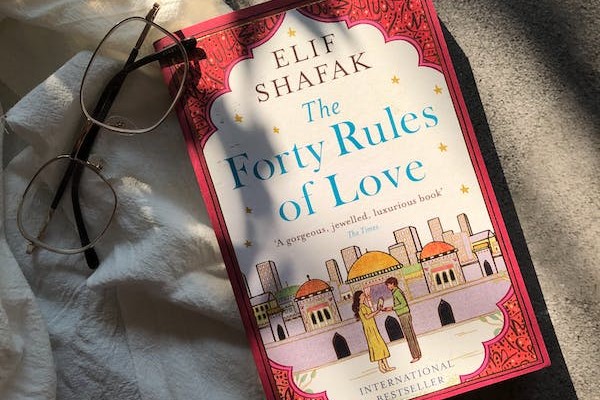 ELIF
SHAFAK
The
Forty Rules
of Love
'A gorgeous, jewelled, luxurious book'
The Times
INTERNATIONAL
BESTSELLER